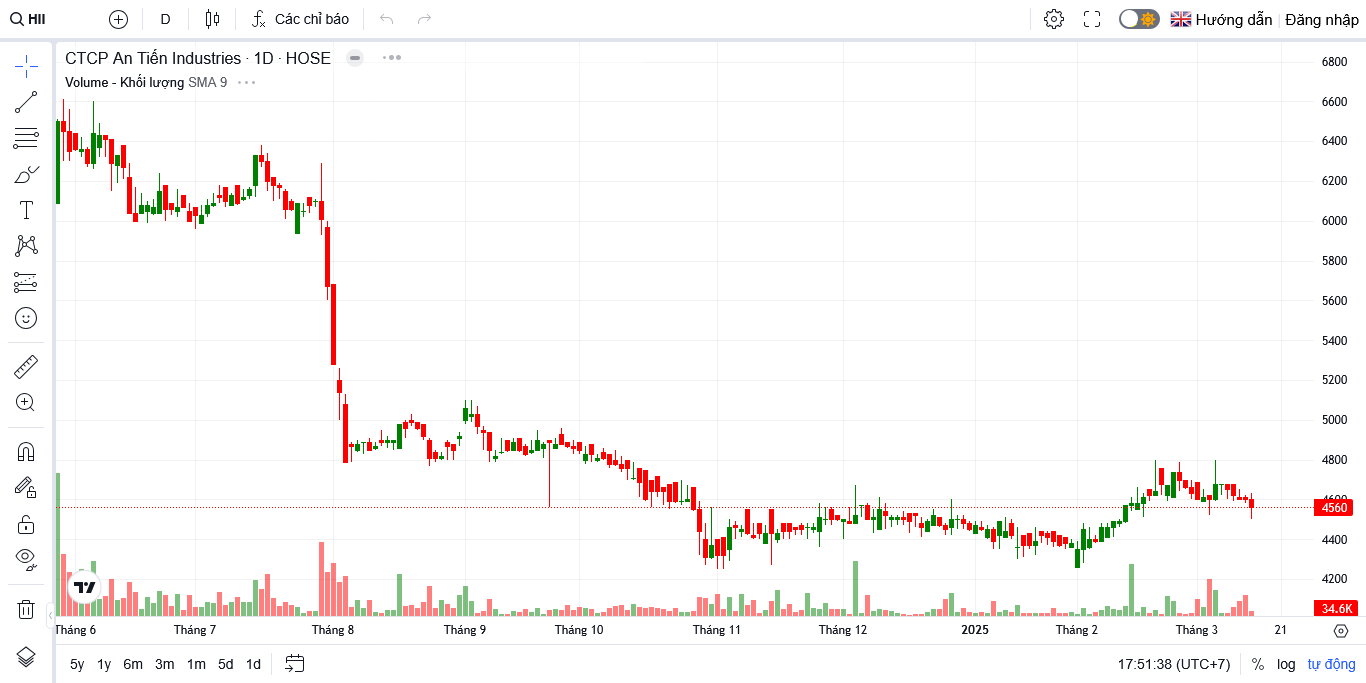 HII
D
Các chỉ báo
Hướng dẫn
Đăng nhập
CTCP An Tiến Industries · 1D · HOSE
Volume - Khối lượng SMA 9
6800
6600
6400
6200
6000
5800
5600
5400
5200
5000
4800
4600
4560
4400
4200
34.6K
Tháng 6 Tháng 7 Tháng 8 Tháng 9 Tháng 10 Tháng 11 Tháng 12 2025 Tháng 2 Tháng 3 21
5y 1y 6m 3m 1m 5d 1d
17:51:38 (UTC+7) % log tự động